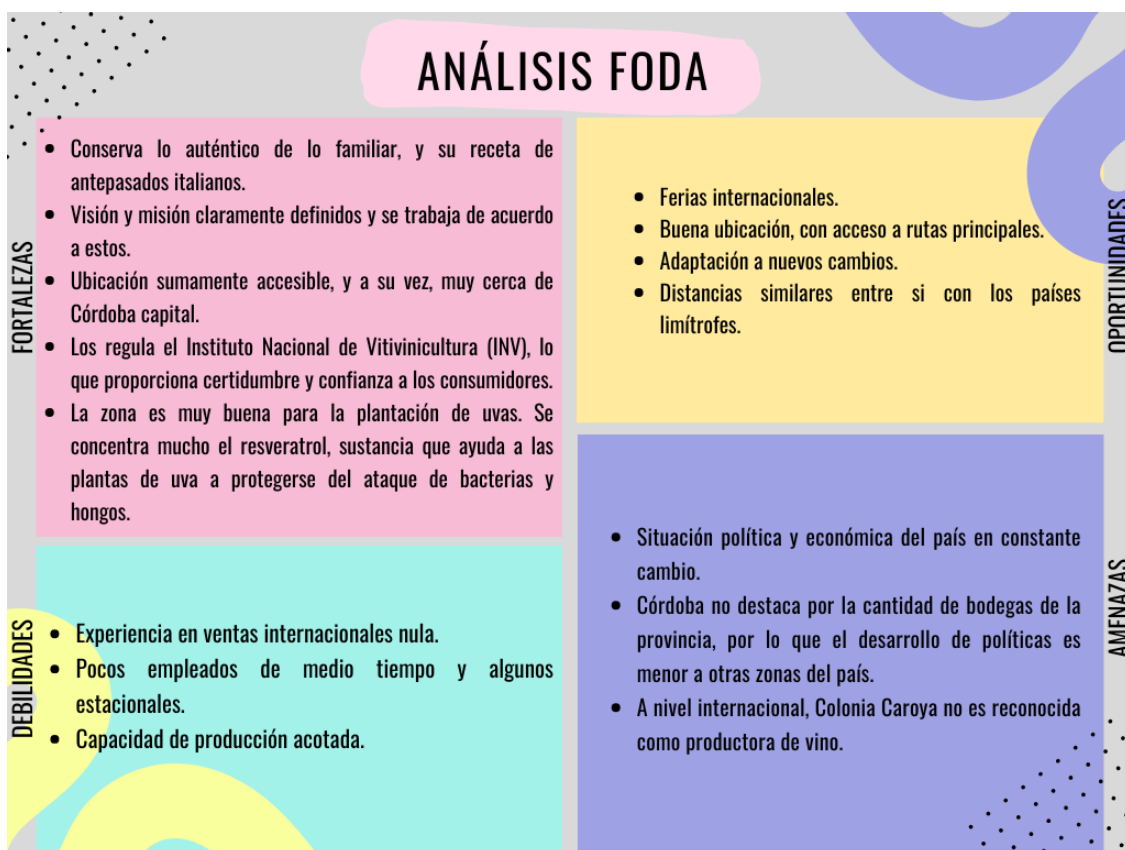 ANÁLISIS FODA
FORTALEZAS
• Conserva lo auténtico de lo familiar, y su receta de
antepasados italianos.
• Visión y misión claramente definidos y se trabaja de acuerdo
a estos.
• Ubicación sumamente accesible, y a su vez, muy cerca de
Córdoba capital.
• Los regula el Instituto Nacional de Vitivinicultura (INV), lo
que proporciona certidumbre y confianza a los consumidores.
• La zona es muy buena para la plantación de uvas. Se
concentra mucho el resveratrol, sustancia que ayuda a las
plantas de uva a protegerse del ataque de bacterias y
hongos.
OPORTUNIDADES
• Ferias internacionales.
• Buena ubicación, con acceso a rutas principales.
• Adaptación a nuevos cambios.
• Distancias similares entre si con los países
limítrofes.
DEBILIDADES
• Experiencia en ventas internacionales nula.
• Pocos empleados de medio tiempo y algunos
estacionales.
• Capacidad de producción acotada.
AMENAZAS
• Situación política y económica del país en constante
cambio.
• Córdoba no destaca por la cantidad de bodegas de la
provincia, por lo que el desarrollo de políticas es
menor a otras zonas del país.
• A nivel internacional, Colonia Caroya no es reconocida
como productora de vino.